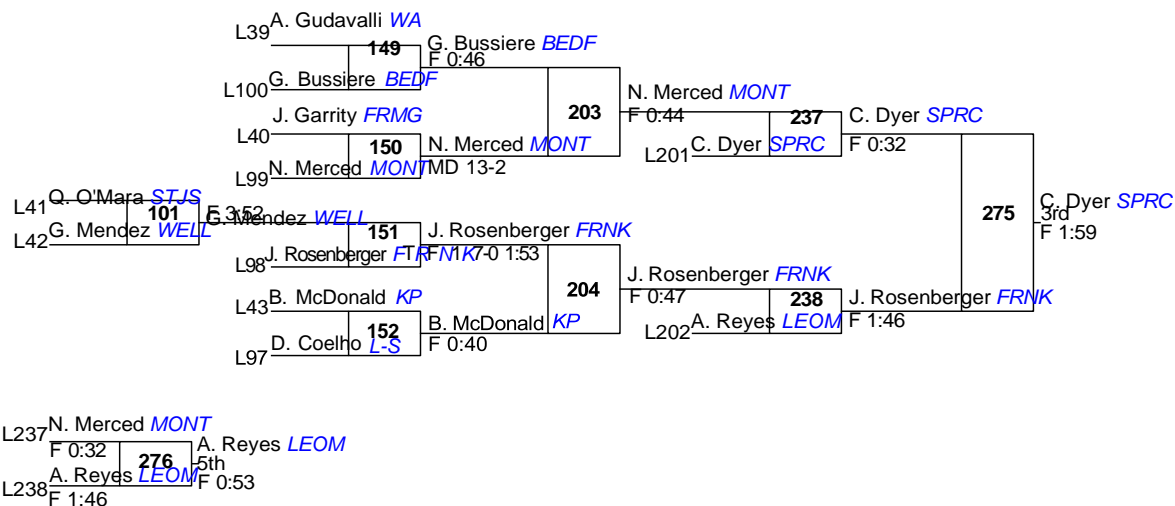 A. Gudavalli WA
L39
149
G. Bussiere BEDF
F 0:46
G. Bussiere BEDF
L100
J. Garrity FRMG
L40
150
N. Merced MONT
MD 13-2
N. Merced MONT
L99
203
N. Merced MONT
F 0:44
237
C. Dyer SPRC
L201
C. Dyer SPRC
F 0:32
Q. O'Mara STJS
L41
101
F 3:52
G. Mendez WELL
L42
G. Mendez WELL
151
J. Rosenberger FRNK
L98
J. Rosenberger FRNK
TF 17-0 1:53
B. McDonald KP
L43
152
D. Coelho L-S
L97
B. McDonald KP
F 0:40
204
J. Rosenberger FRNK
F 0:47
238
A. Reyes LEOM
L202
J. Rosenberger FRNK
F 1:46
275
C. Dyer SPRC
3rd
F 1:59
N. Merced MONT
L237
F 0:32
276
A. Reyes LEOM
L238
F 1:46
A. Reyes LEOM
5th
F 0:53